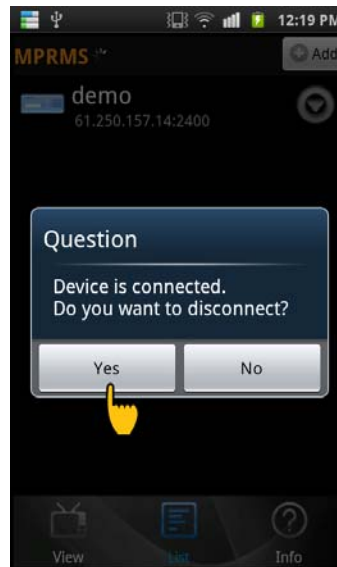 12:19 PM
MPRMS
Add
demo
61.250.157.14:2400
Question
Device is connected.
Do you want to disconnect?
Yes No
View List Info